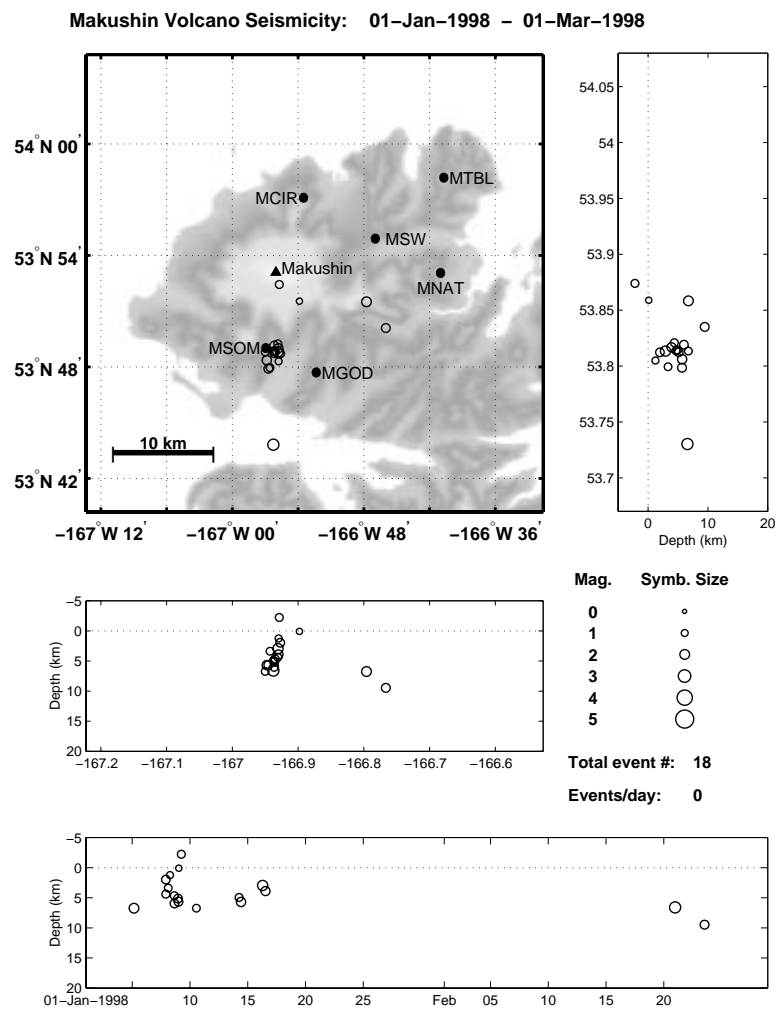 Makushin Volcano Seismicity: 01−Jan−1998 − 01−Mar−1998
54°N 00'
53°N 54'
53°N 48'
53°N 42'
−167°W 12' −167°W 00' −166°W 48' −166°W 36'
MTBL
MCIR
MSW
Makushin
MNAT
MSOM
MGOD
10 km
54.05
54
53.95
53.9
53.85
53.8
53.75
53.7
0 10 20
Depth (km)
−5
0
5
10
15
20
Depth (km)
−167.2 −167.1 −167 −166.9 −166.8 −166.7 −166.6
Mag. Symb. Size
0
1
2
3
4
5
Total event #: 18
Events/day: 0
−5
0
5
10
15
20
Depth (km)
01−Jan−1998 10 15 20 25 Feb 05 10 15 20